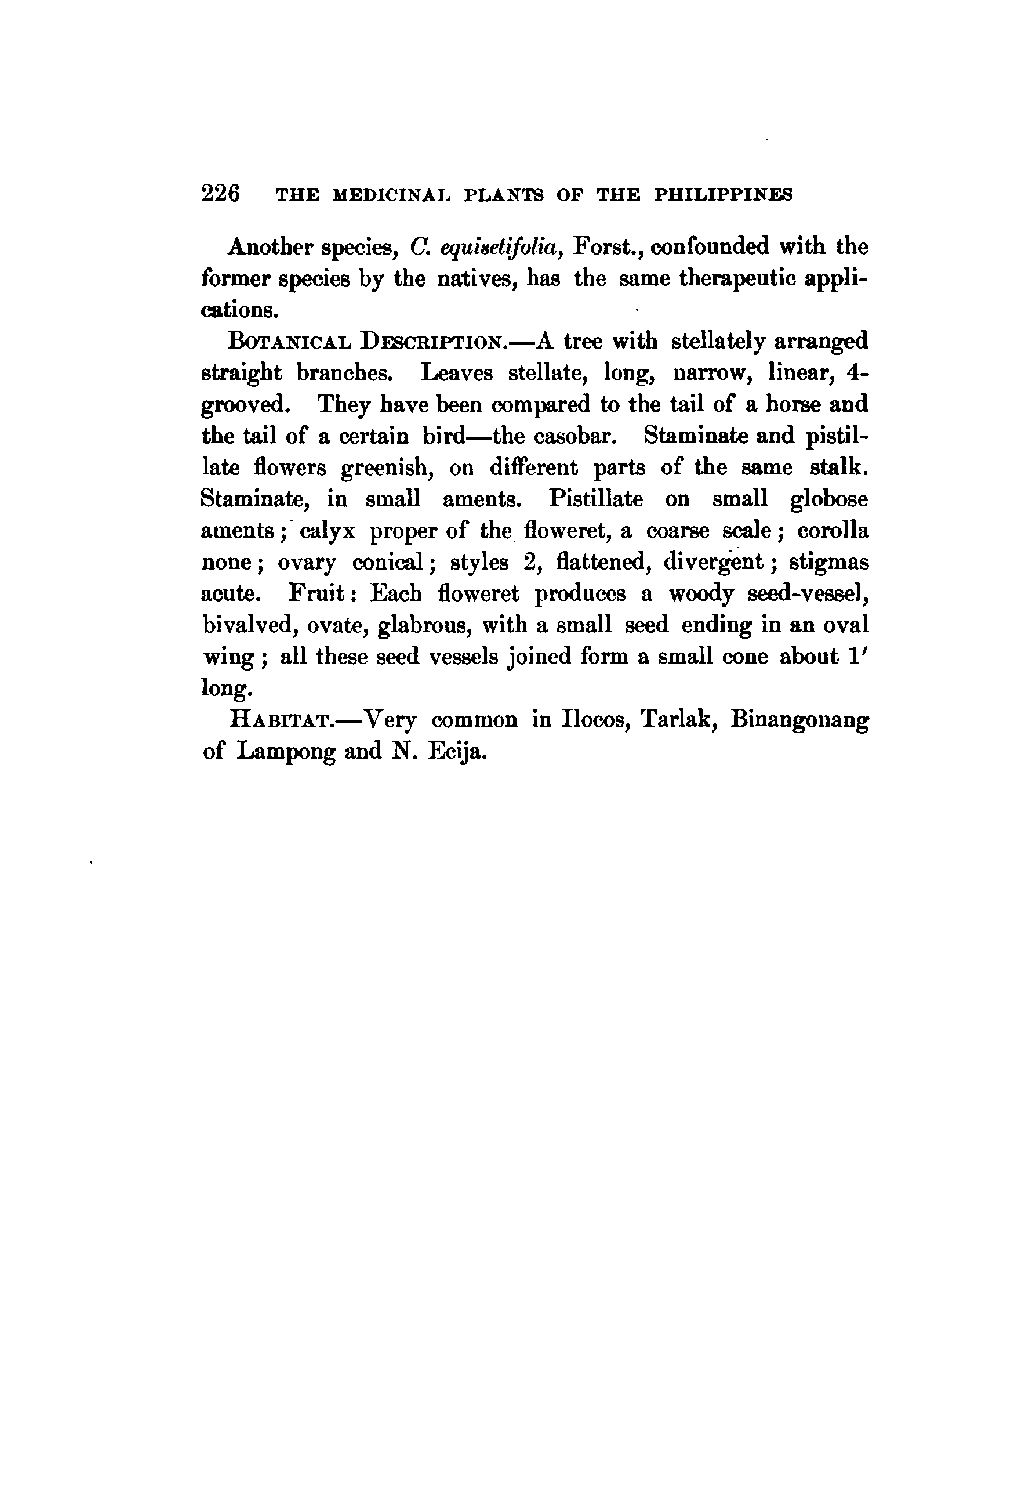 226 THE MEDICINAL PLANTS OF THE PHILIPPINES
Another species, C. equisetifolia, Forst., confounded with the
former species by the natives, has the same therapeutic appli-
cations.
BOTANICAL DESCRIPTION.—A tree with stellately arranged
straight branches. Leaves stellate, long, narrow, linear, 4-
grooved. They have been compared to the tail of a horse and
the tail of a certain bird—the casobar. Staminate and pistil-
late flowers greenish, on different parts of the same stalk.
Staminate, in small aments. Pistillate on small globose
aments; calyx proper of the floweret, a coarse scale; corolla
none; ovary conical; styles 2, flattened, divergent; stigmas
acute. Fruit: Each floweret produces a woody seed-vessel,
bivalved, ovate, glabrous, with a small seed ending in an oval
wing; all these seed vessels joined form a small cone about 1′
long.
HABITAT.—Very common in Ilocos, Tarlak, Binangonang
of Lampong and N. Ecija.